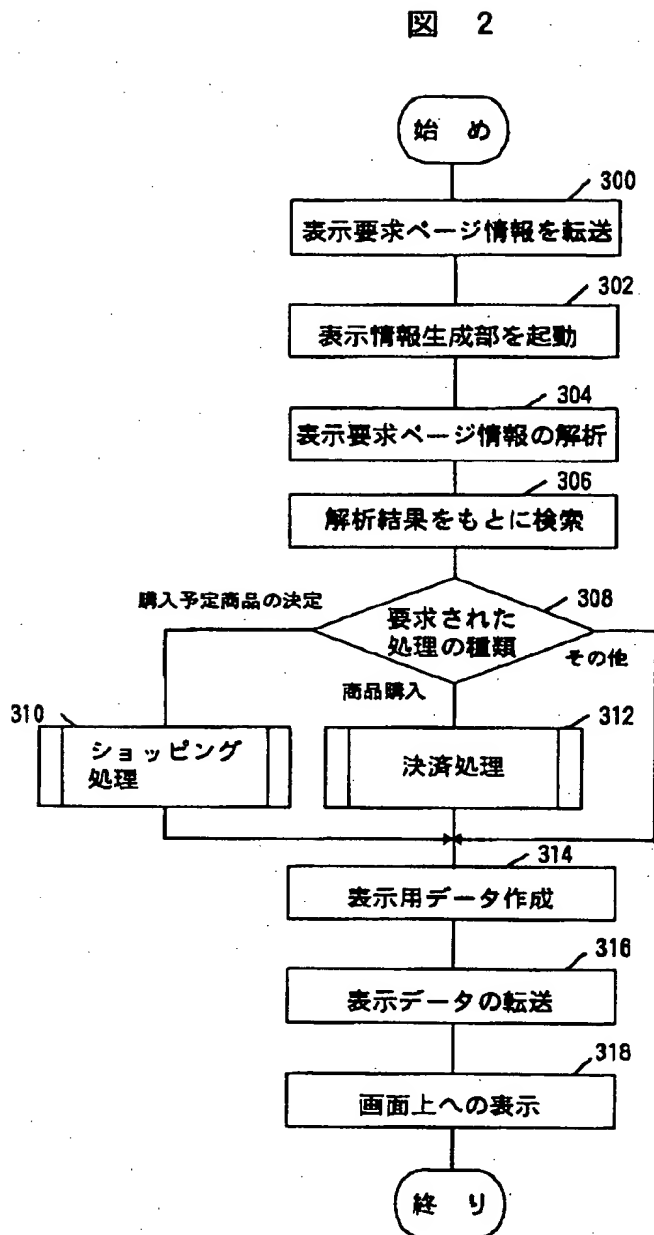 図 2
始 め
300
表示要求ページ情報を転送
302
表示情報生成部を起動
304
表示要求ページ情報の解析
306
解析結果をもとに検索
308
購入予定商品の決定
要求された
処理の種類
その他
商品購入
310
ショッピング
処理
312
決済処理
314
表示用データ作成
316
表示データの転送
318
画面上への表示
終 り